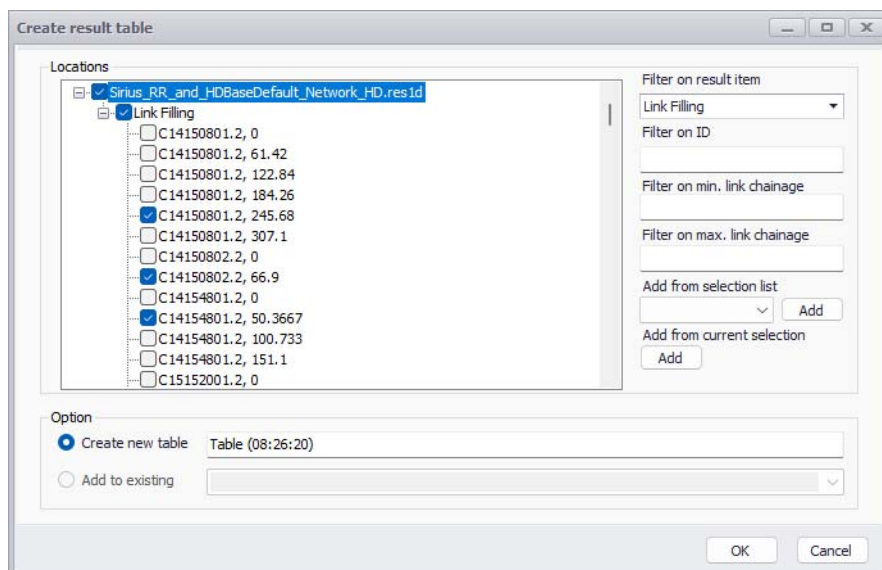 Create result table
Locations
Sirius_RR_and_HDBaseDefault_Network_HD.res1d
Link Filling
C14150801.2, 0
C14150801.2, 61.42
C14150801.2, 122.84
C14150801.2, 184.26
C14150801.2, 245.68
C14150801.2, 307.1
C14150802.2, 0
C14150802.2, 66.9
C14154801.2, 0
C14154801.2, 50.3667
C14154801.2, 100.733
C14154801.2, 151.1
C15152001.2, 0
Filter on result item
Link Filling
Filter on ID
Filter on min. link chainage
Filter on max. link chainage
Add from selection list
Add
Add from current selection
Add
Option
Create new table Table (08:26:20)
Add to existing
OK Cancel